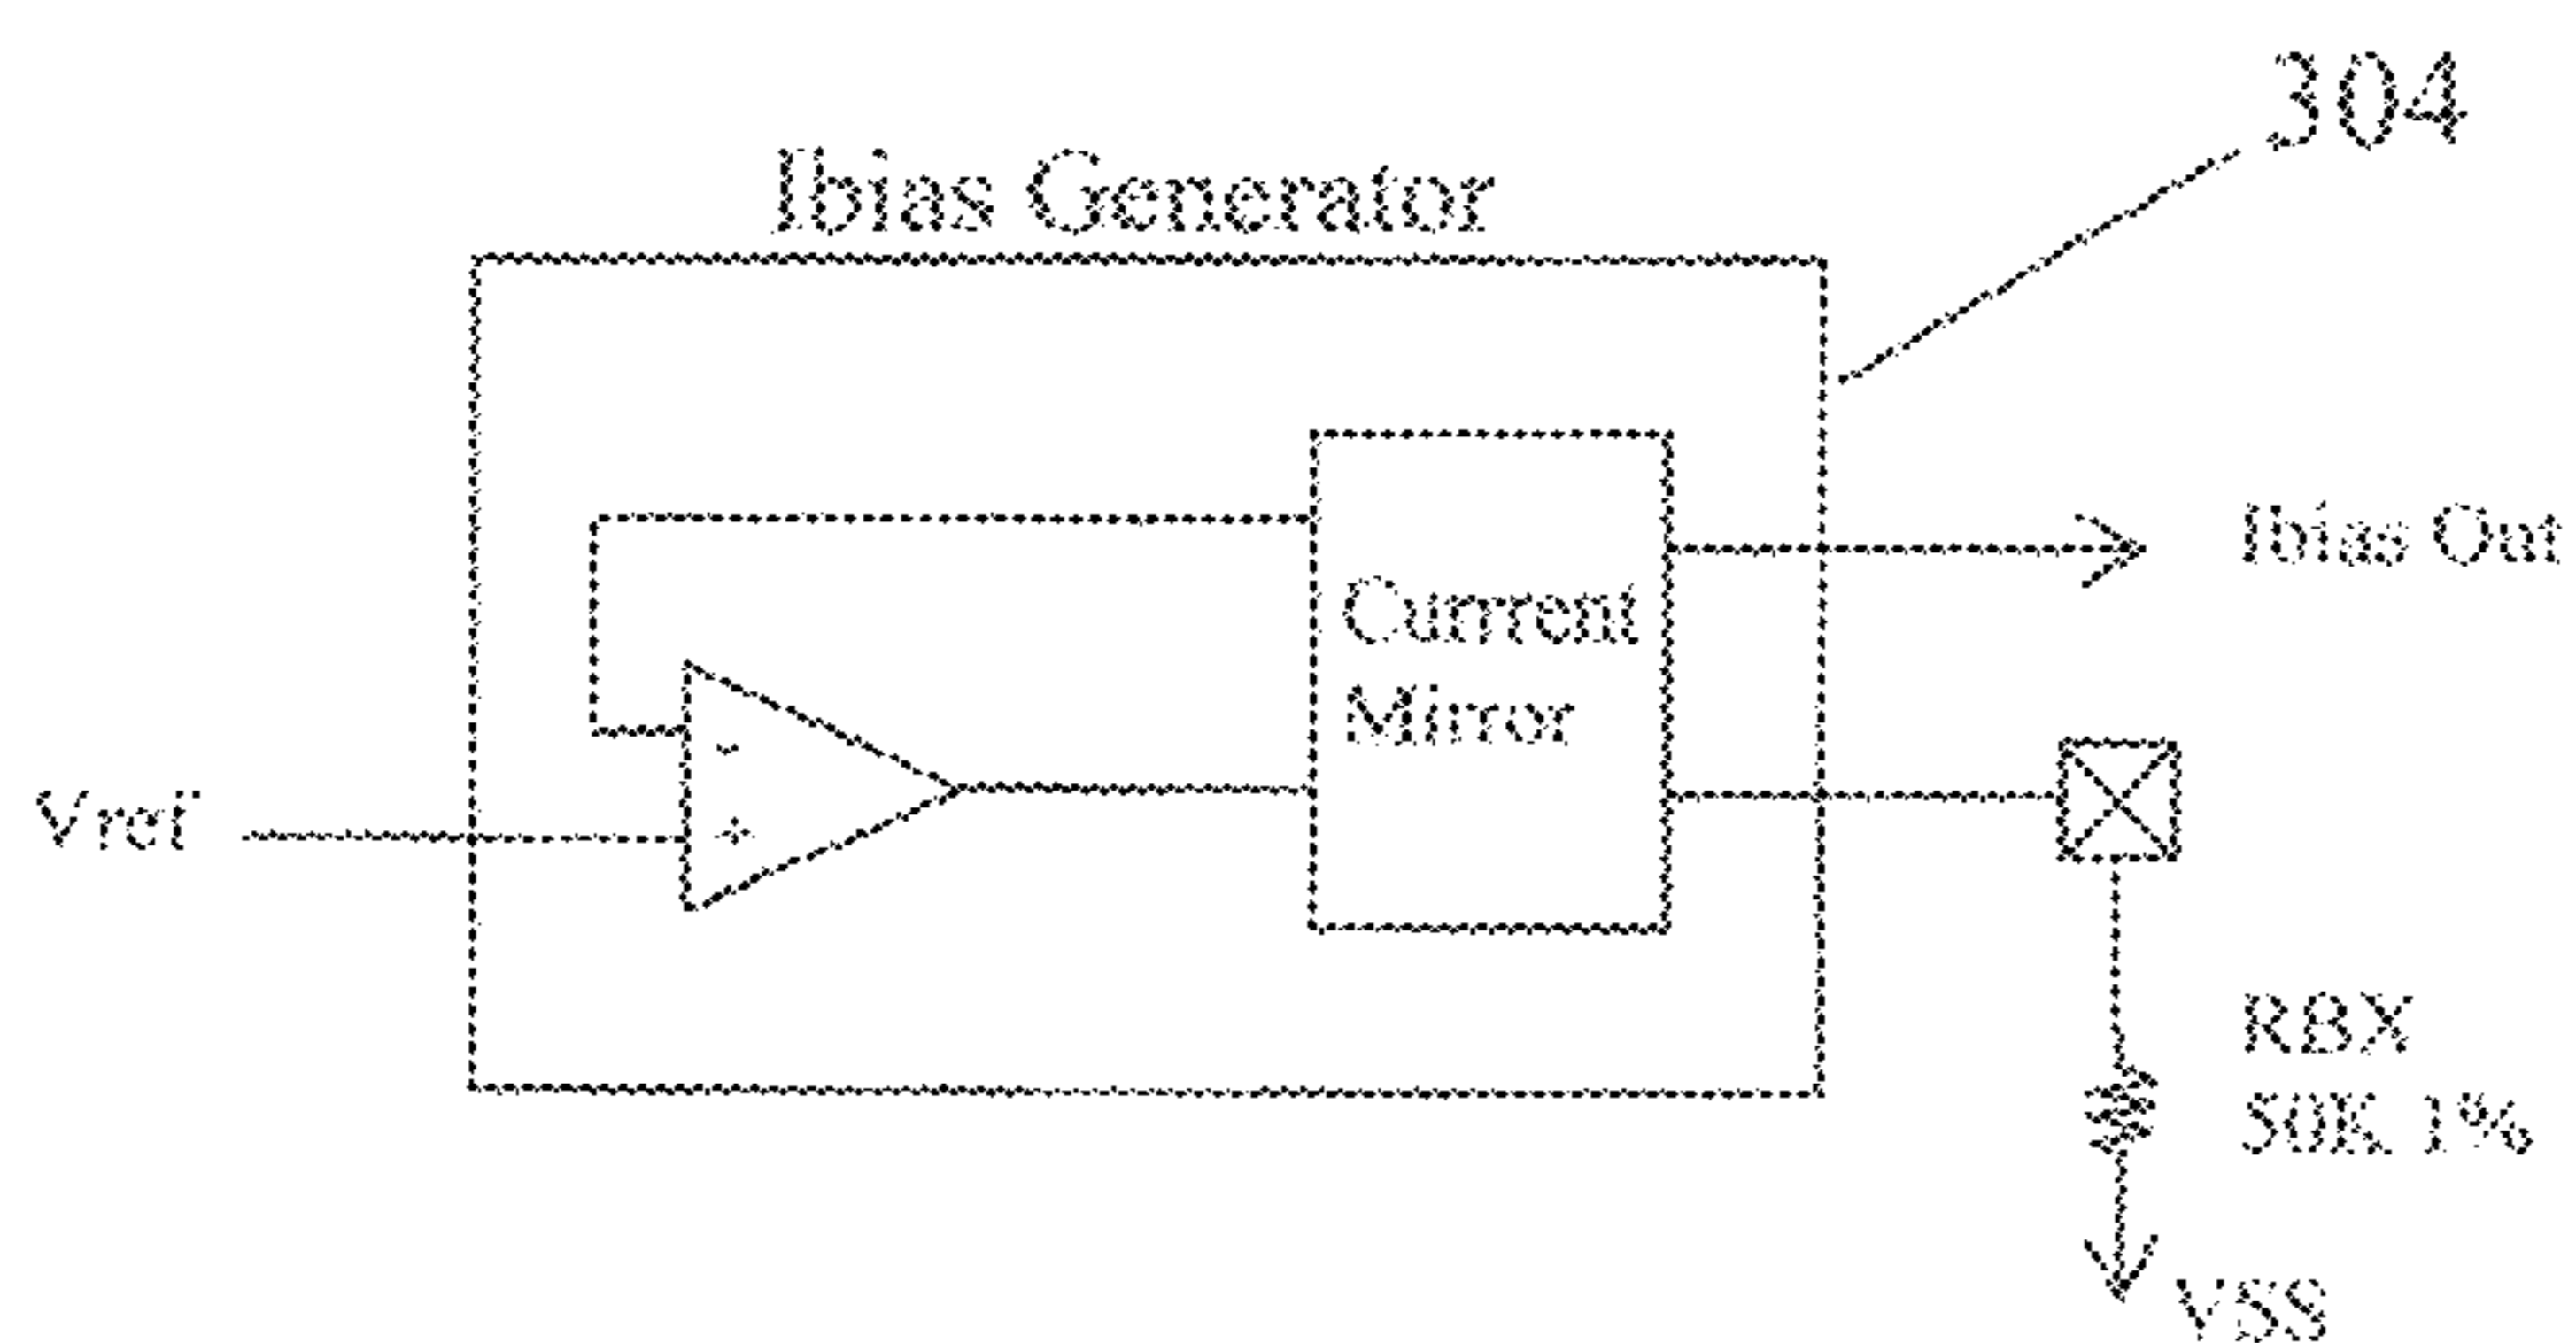 304
Ibias Generator
Ibias Out
Current
Mirror
-
Vref
+
RBX
50K 1%
VSS